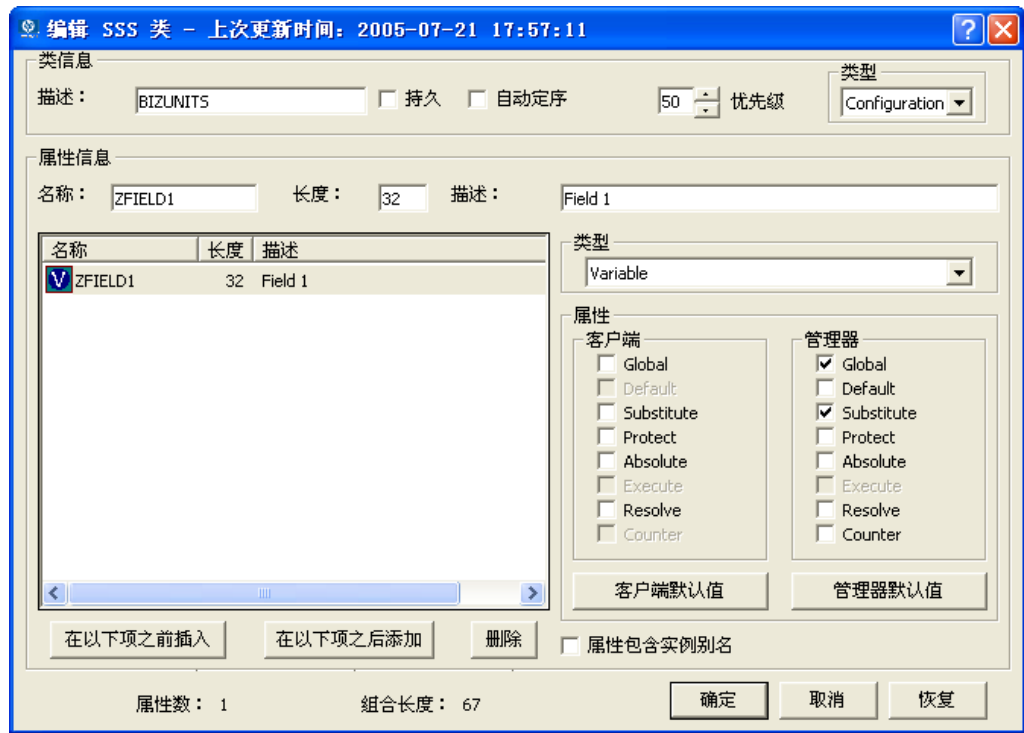 编辑 SSS 类 - 上次更新时间: 2005-07-21 17:57:11
类信息
描述: BIZUNITS 持久 自动定序 50 优先级
类型
Configuration
属性信息
名称: ZFIELD1 长度: 32 描述: Field 1
名称 长度 描述
V ZFIELD1 32 Field 1
类型
Variable
属性
客户端 管理器
Global Global
Default Default
Substitute Substitute
Protect Protect
Absolute Absolute
Execute Execute
Resolve Resolve
Counter Counter
客户端默认值 管理器默认值
在以下项之前插入 在以下项之后添加 删除 属性包含实例别名
属性数: 1 组合长度: 67 确定 取消 恢复